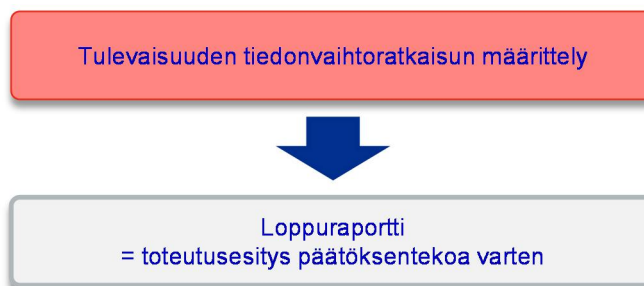 Tulevaisuuden tiedonvaihtoratkaisun määrittely
Loppuraportti
= toteutusesitys päätöksentekoa varten